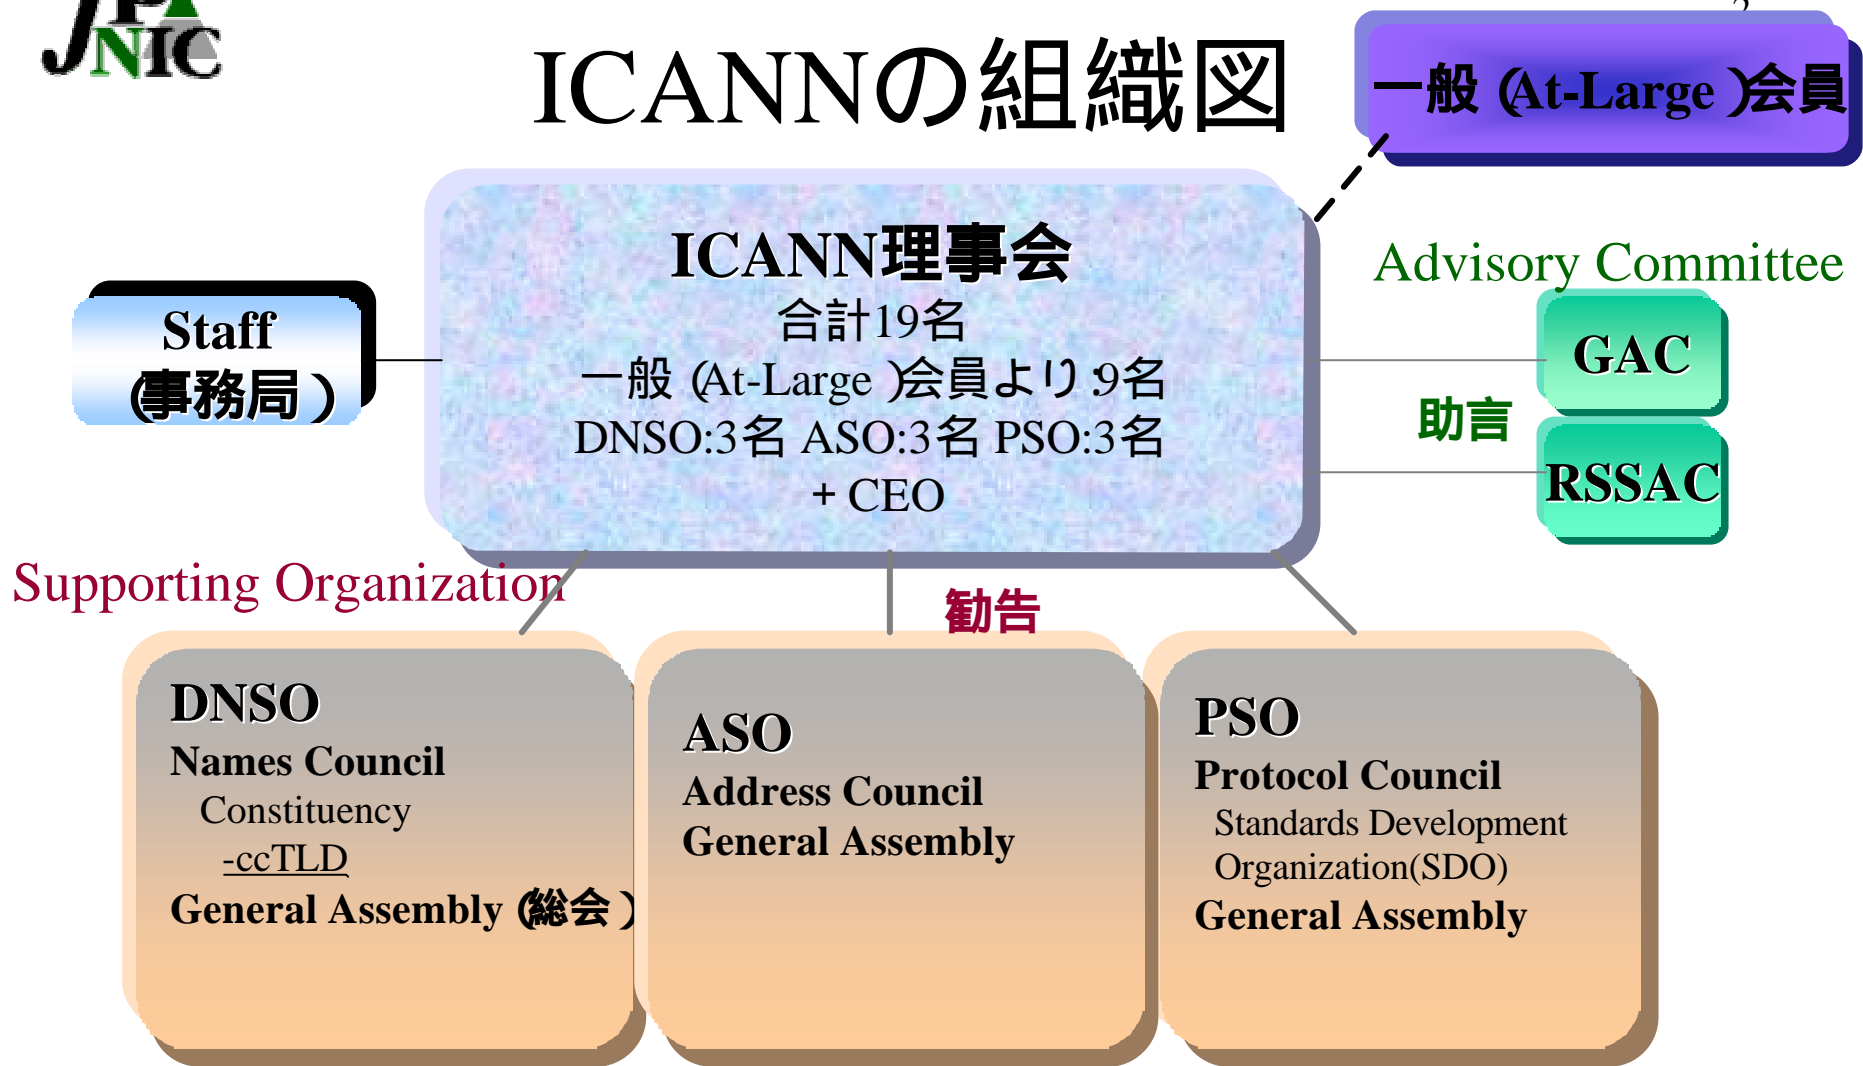 JPNIC
2
ICANNの組織図
一般(At-Large)会員
ICANN理事会
合計19名
一般(At-Large)会員より:9名
DNSO:3名 ASO:3名 PSO:3名
+ CEO
Staff
(事務局)
Advisory Committee
GAC
助言
RSSAC
Supporting Organization
勧告
DNSO
Names Council
Constituency
-ccTLD
General Assembly(総会)
ASO
Address Council
General Assembly
PSO
Protocol Council
Standards Development
Organization(SDO)
General Assembly